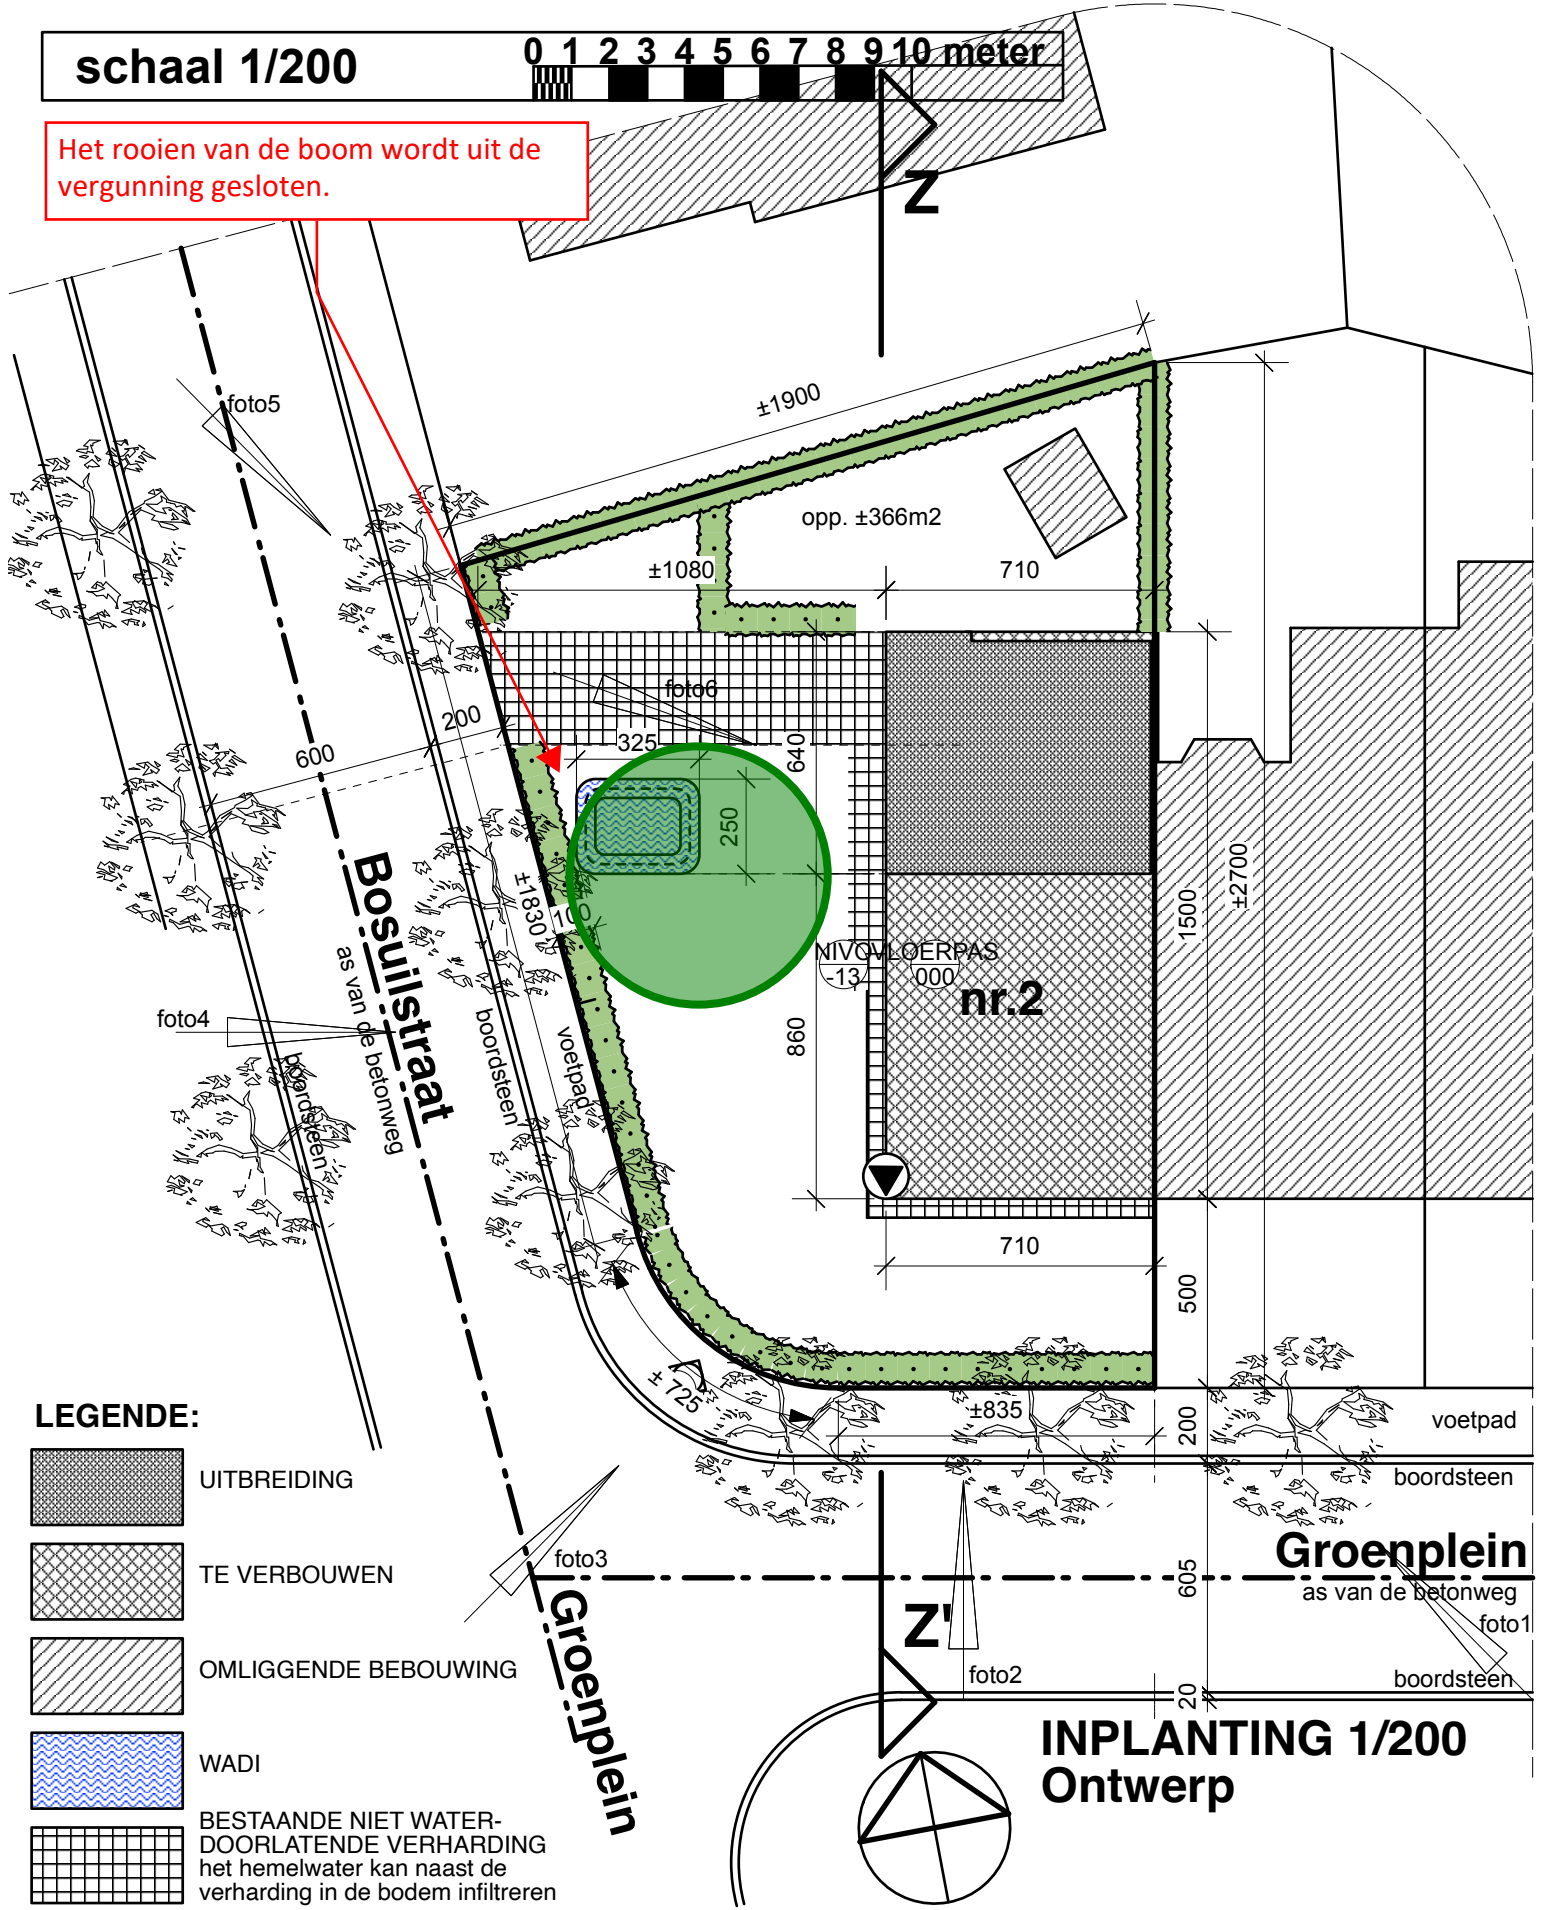 schaal 1/200
0 1 2 3 4 5 6 7 8 9 10 meter
Het rooien van de boom wordt uit de
vergunning gesloten.
Z
foto5
±1900
opp. ±366m2
±1080
710
foto6
200
600
325
640
250
±2700
1500
±1830
100
Bosuilstraat
as van de betonweg
NIVO
VLOERPAS
-13
000
nr.2
foto4
boordsteen
boordsteen
voetpad
860
710
500
± 725
±835
200
voetpad
boordsteen
LEGENDE:
UITBREIDING
TE VERBOUWEN
OMLIGGENDE BEBOUWING
WADI
BESTAANDE NIET WATER-
DOORLATENDE VERHARDING
het hemelwater kan naast de
verharding in de bodem infiltreren
foto3
Groenplein
Groenplein
as van de betonweg
605
foto1
Z'
foto2
boordsteen
20
INPLANTING 1/200
Ontwerp